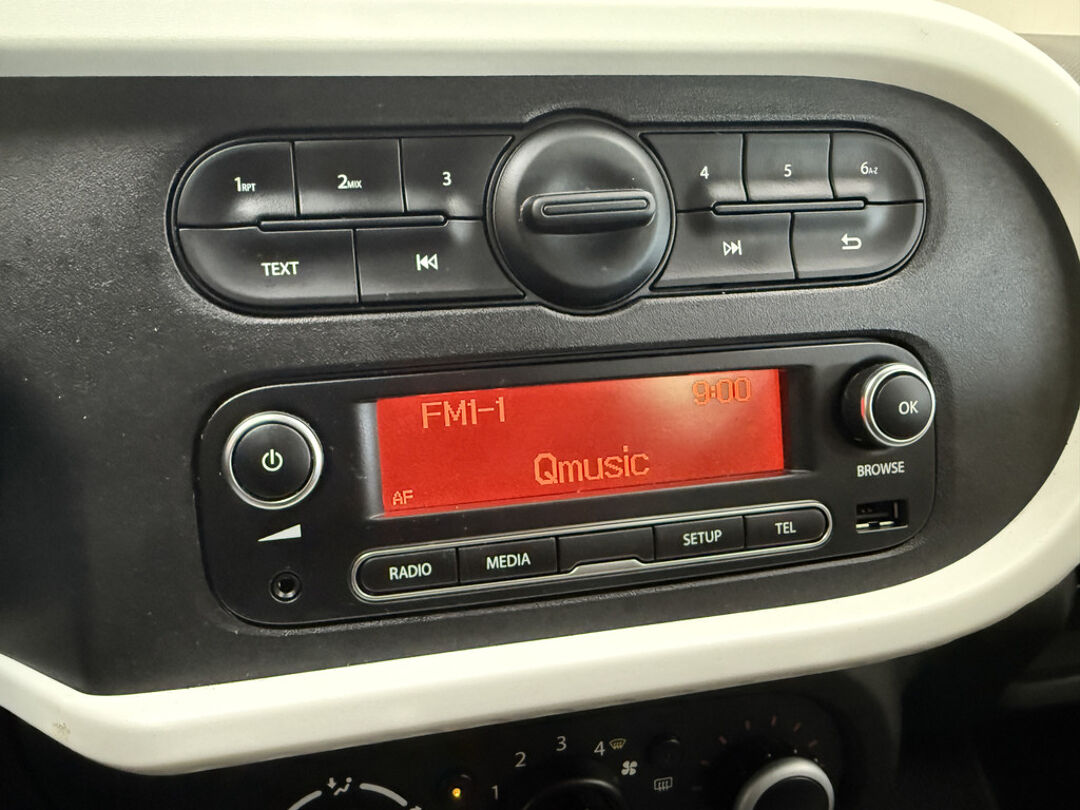 1RPT 2MIX 3 4 5 6A-Z
TEXT
FM1-1 9:00
Qmusic
AF
OK
BROWSE
RADIO MEDIA SETUP TEL
1 2 3 4